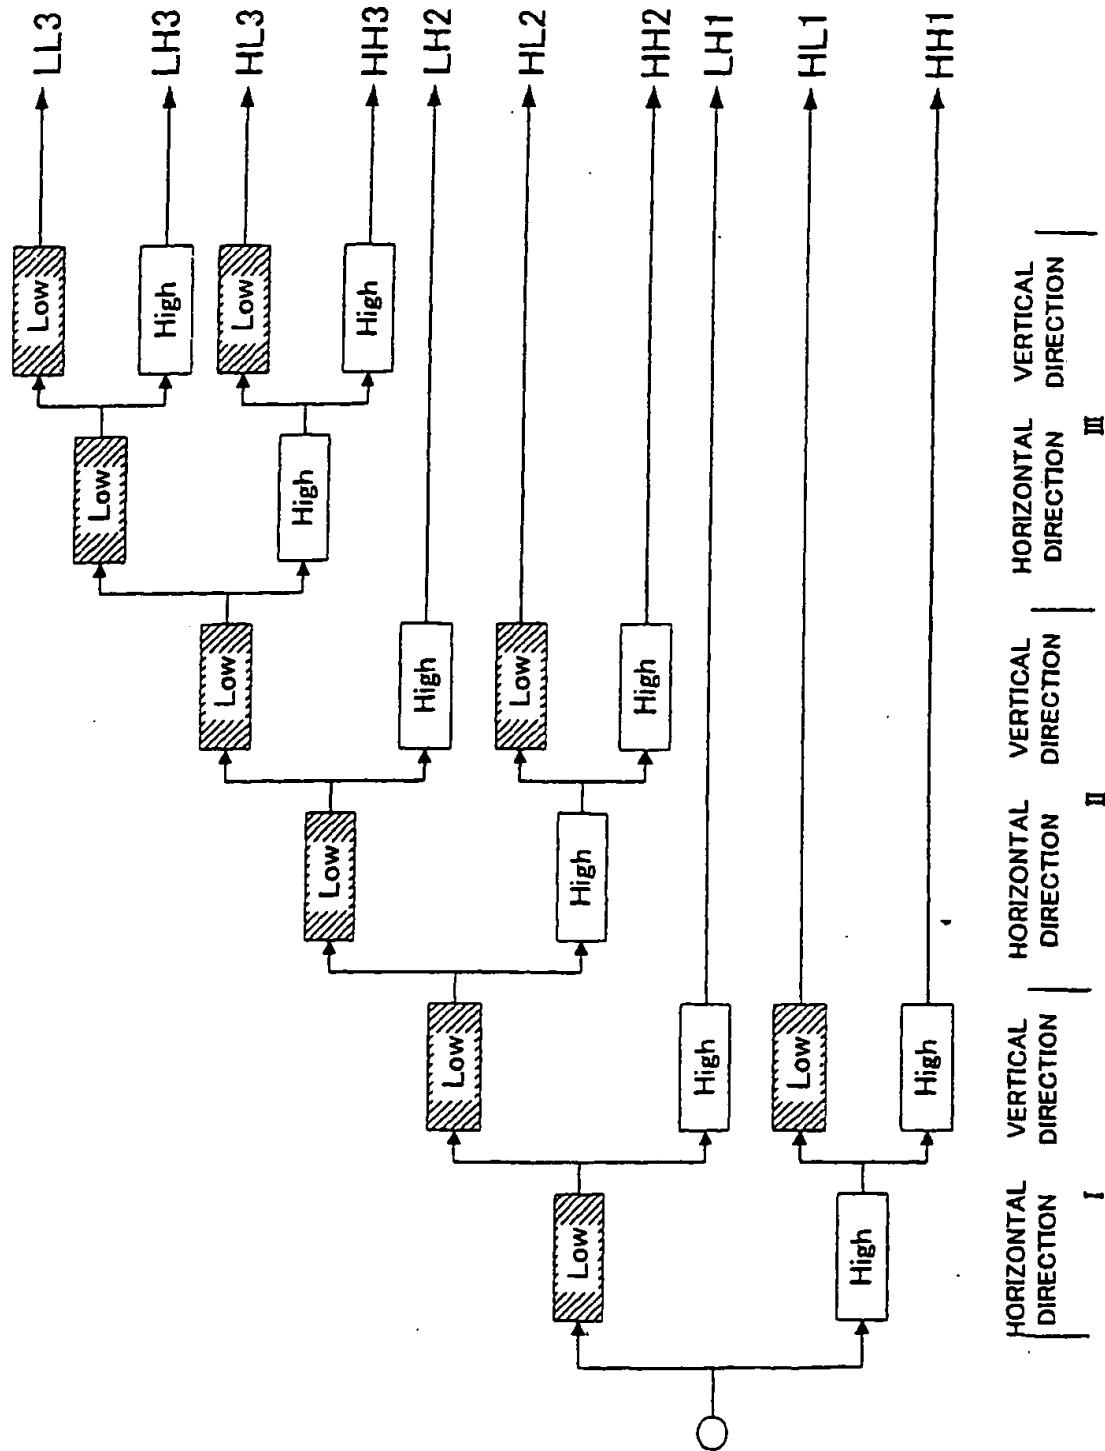 LL3
LH3
HL3
HH3
LH2
HL2
HH2
LH1
HL1
HH1
Low
High
Low
High
Low
High
Low
High
Low
High
Low
High
Low
High
Low
High
Low
High
HORIZONTAL
DIRECTION
VERTICAL
DIRECTION
I
HORIZONTAL
DIRECTION
VERTICAL
DIRECTION
II
HORIZONTAL
DIRECTION
VERTICAL
DIRECTION
III